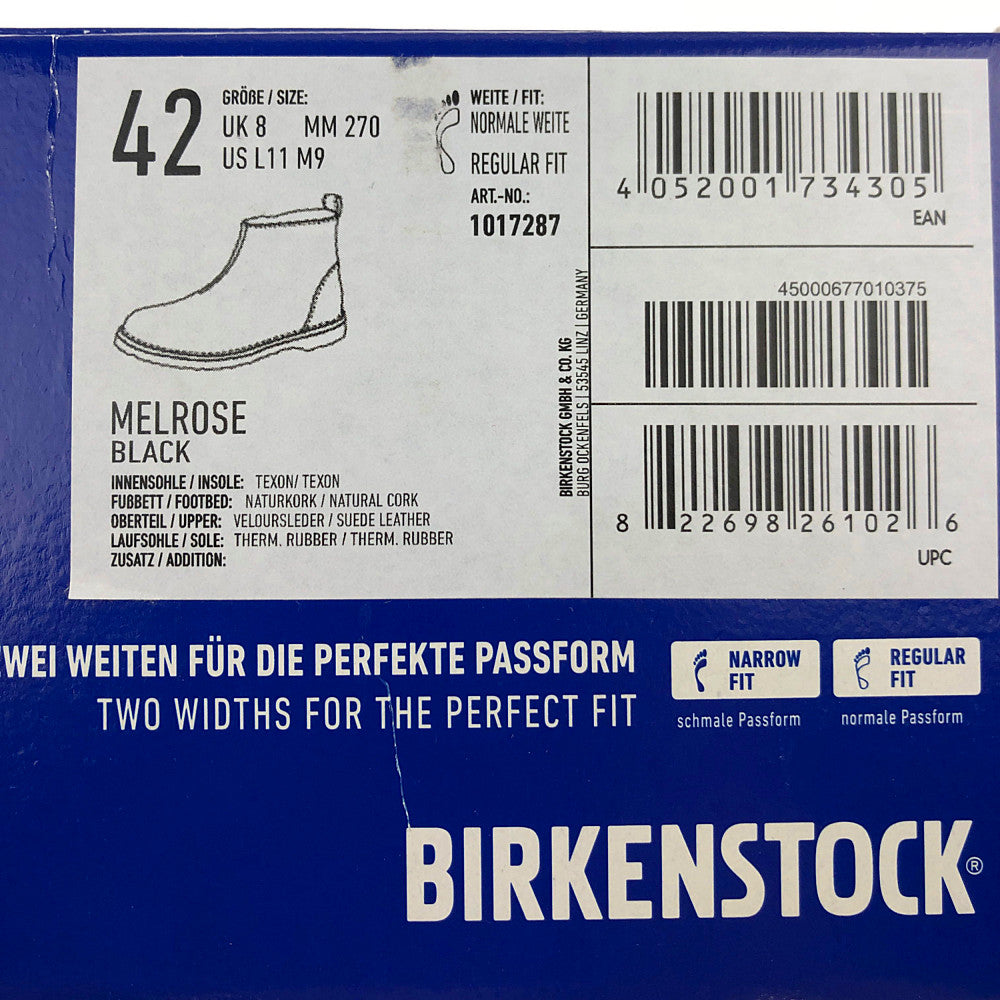 42
GRÖßE / SIZE:
UK 8 MM 270
US L11 M9
WEITE / FIT:
NORMALE WEITE
REGULAR FIT
ART.-NO.:
1017287
MELROSE
BLACK
INNENSOHLE / INSOLE: TEXON/ TEXON
FUßBETT / FOOTBED: NATURKORK / NATURAL CORK
OBERTEIL / UPPER: VELOURSLEDER / SUEDE LEATHER
LAUFSOHLE / SOLE: THERM. RUBBER / THERM. RUBBER
ZUSATZ / ADDITION:
BIRKENSTOCK GMBH & CO. KG
BURG OCKENFELS | 53545 LINZ | GERMANY
4 052001 734305
EAN
45000677010375
8 22698 26102 6
UPC
ZWEI WEITEN FÜR DIE PERFEKTE PASSFORM
TWO WIDTHS FOR THE PERFECT FIT
NARROW
FIT
schmale Passform
REGULAR
FIT
normale Passform
BIRKENSTOCK®